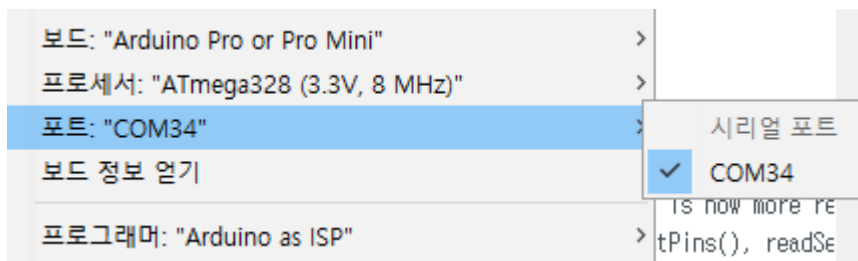 보드: "Arduino Pro or Pro Mini"
프로세서: "ATmega328 (3.3V, 8 MHz)"
포트: "COM34"
시리얼 포트
보드 정보 얻기
COM34
is now more re
프로그래머: "Arduino as ISP"
tPins(), readSe